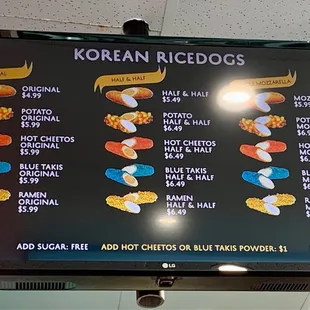 KOREAN RICEDOGS
HALF & HALF
MOZZARELLA
ORIGINAL
$4.99
POTATO
ORIGINAL
$5.99
HOT CHEETOS
ORIGINAL
$5.99
BLUE TAKIS
ORIGINAL
$5.99
RAMEN
ORIGINAL
$5.99
HALF & HALF
$5.49
POTATO
HALF & HALF
$6.49
HOT CHEETOS
HALF & HALF
$6.49
BLUE TAKIS
HALF & HALF
$6.49
RAMEN
HALF & HALF
$6.49
ADD SUGAR: FREE
ADD HOT CHEETOS OR BLUE TAKIS POWDER: $1
LG